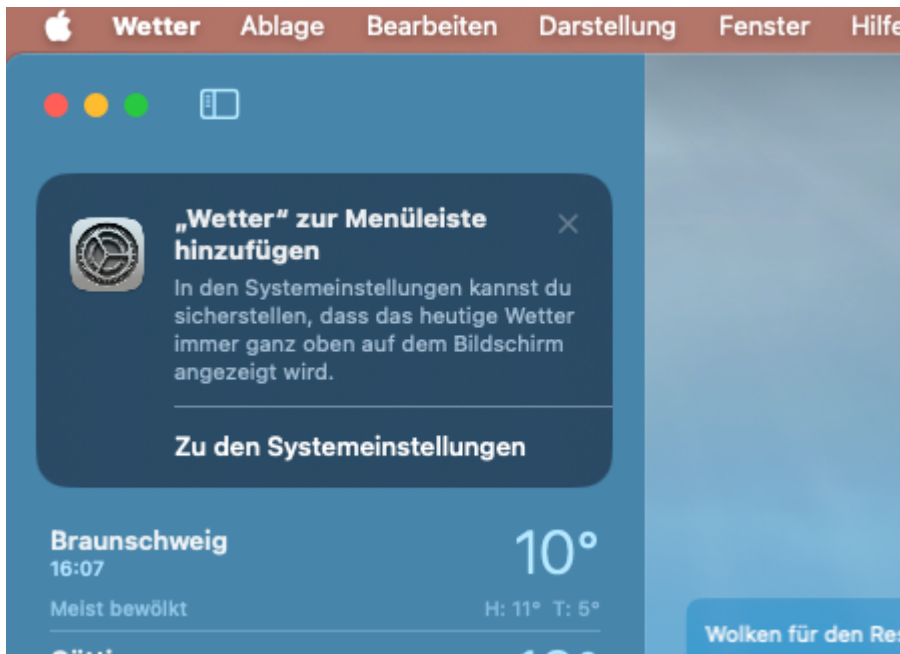 Wetter Ablage Bearbeiten Darstellung Fenster Hilfe
„Wetter“ zur Menüleiste
hinzufügen
In den Systemeinstellungen kannst du
sicherstellen, dass das heutige Wetter
immer ganz oben auf dem Bildschirm
angezeigt wird.
Zu den Systemeinstellungen
Braunschweig
10°
16:07
Meist bewölkt
H: 11° T: 5°
Wolken für den